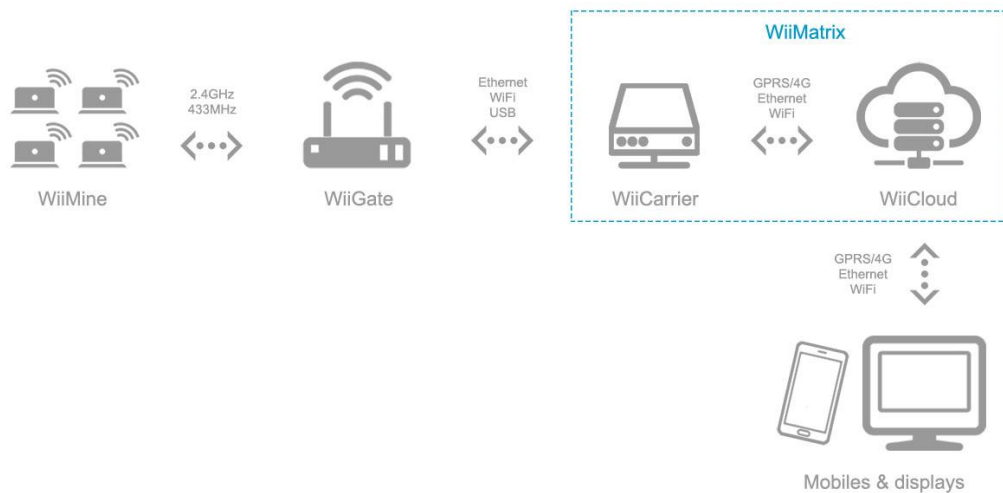 WiiMatrix
2.4GHz
433MHz
Ethernet
WiFi
USB
GPRS/4G
Ethernet
WiFi
WiiMine
WiiGate
WiiCarrier
WiiCloud
GPRS/4G
Ethernet
WiFi
Mobiles & displays